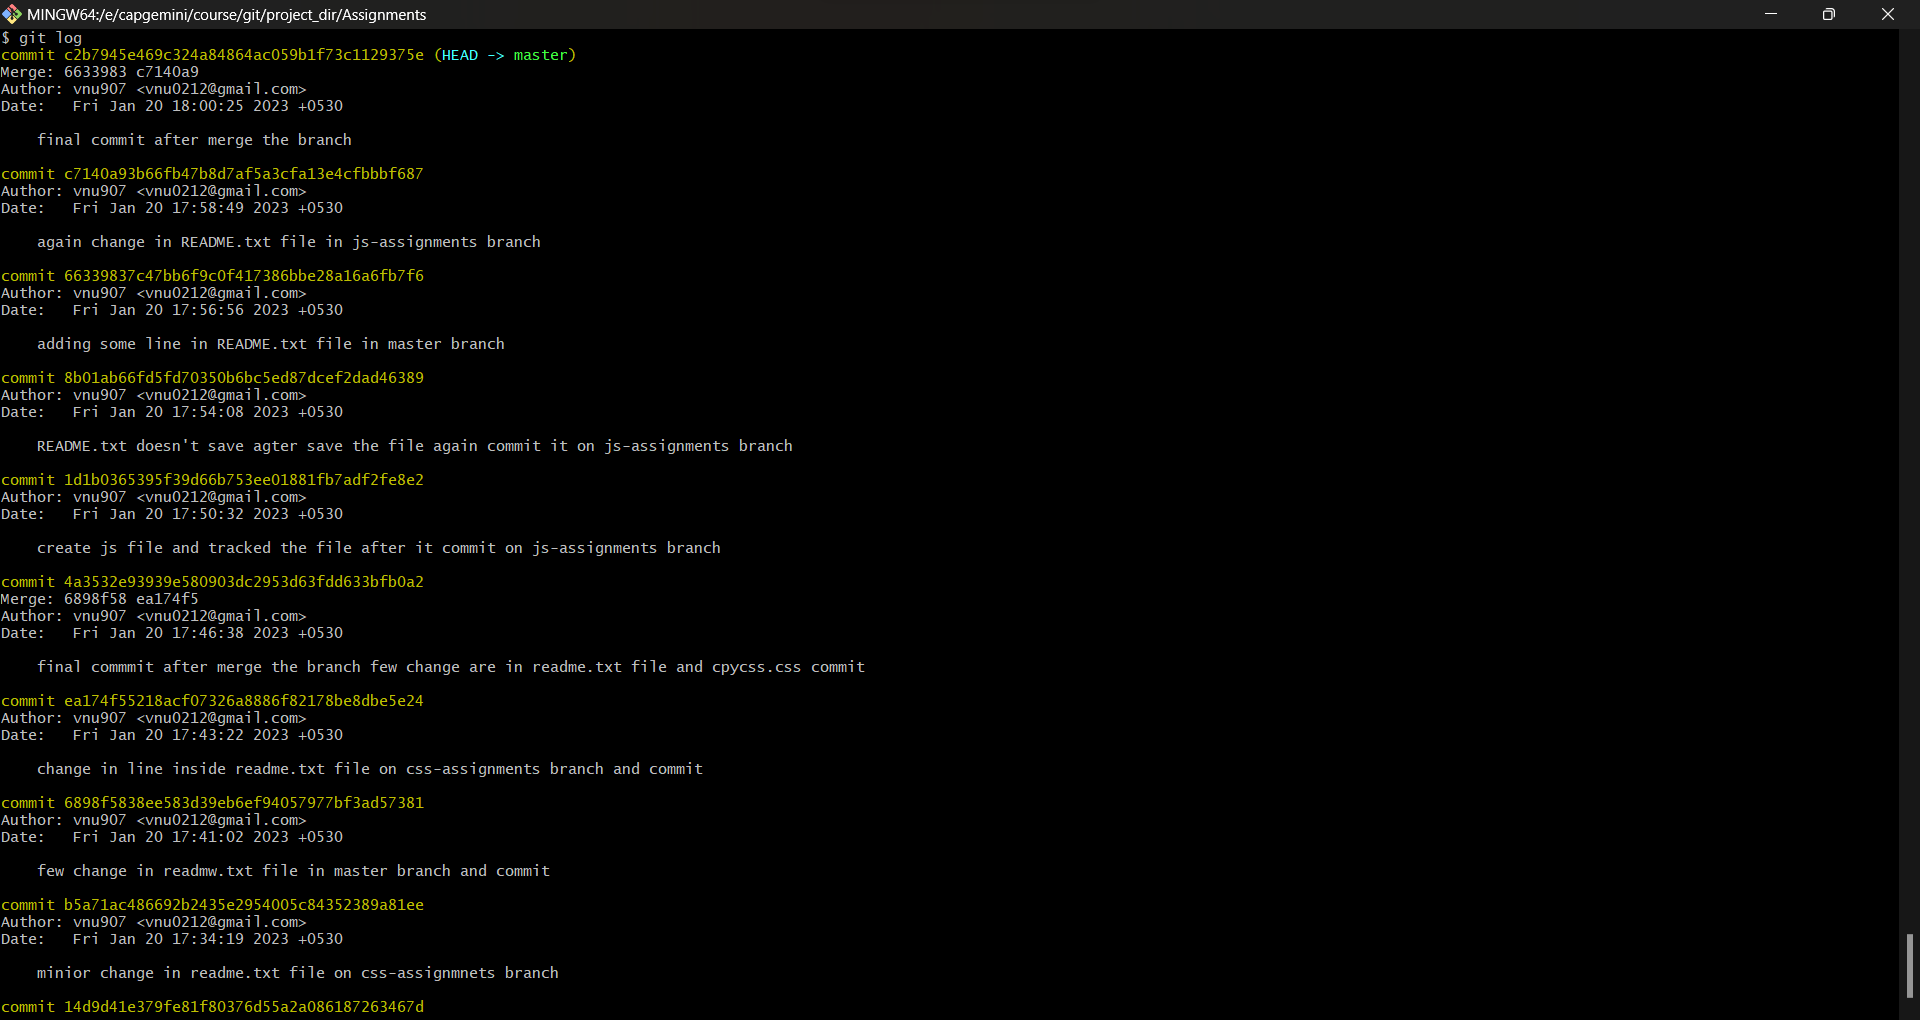 MINGW64:/e/capgemini/course/git/project_dir/Assignments
$ git log
commit c2b7945e469c324a84864ac059b1f73c1129375e (HEAD -> master)
Merge: 6633983 c7140a9
Author: vnu907 <vnu0212@gmail.com>
Date:   Fri Jan 20 18:00:25 2023 +0530
    final commit after merge the branch
commit c7140a93b66fb47b8d7af5a3cfa13e4cfbbbf687
Author: vnu907 <vnu0212@gmail.com>
Date:   Fri Jan 20 17:58:49 2023 +0530
    again change in README.txt file in js-assignments branch
commit 66339837c47bb6f9c0f417386bbe28a16a6fb7f6
Author: vnu907 <vnu0212@gmail.com>
Date:   Fri Jan 20 17:56:56 2023 +0530
    adding some line in README.txt file in master branch
commit 8b01ab66fd5fd70350b6bc5ed87dcef2dad46389
Author: vnu907 <vnu0212@gmail.com>
Date:   Fri Jan 20 17:54:08 2023 +0530
    README.txt doesn't save agter save the file again commit it on js-assignments branch
commit 1d1b0365395f39d66b753ee01881fb7adf2fe8e2
Author: vnu907 <vnu0212@gmail.com>
Date:   Fri Jan 20 17:50:32 2023 +0530
    create js file and tracked the file after it commit on js-assignments branch
commit 4a3532e93939e580903dc2953d63fdd633bfb0a2
Merge: 6898f58 ea174f5
Author: vnu907 <vnu0212@gmail.com>
Date:   Fri Jan 20 17:46:38 2023 +0530
    final commmit after merge the branch few change are in readme.txt file and cpycss.css commit
commit ea174f55218acf07326a8886f82178be8dbe5e24
Author: vnu907 <vnu0212@gmail.com>
Date:   Fri Jan 20 17:43:22 2023 +0530
    change in line inside readme.txt file on css-assignments branch and commit
commit 6898f5838ee583d39eb6ef94057977bf3ad57381
Author: vnu907 <vnu0212@gmail.com>
Date:   Fri Jan 20 17:41:02 2023 +0530
    few change in readmw.txt file in master branch and commit
commit b5a71ac486692b2435e2954005c84352389a81ee
Author: vnu907 <vnu0212@gmail.com>
Date:   Fri Jan 20 17:34:19 2023 +0530
    minior change in readme.txt file on css-assignmnets branch
commit 14d9d41e379fe81f80376d55a2a086187263467d